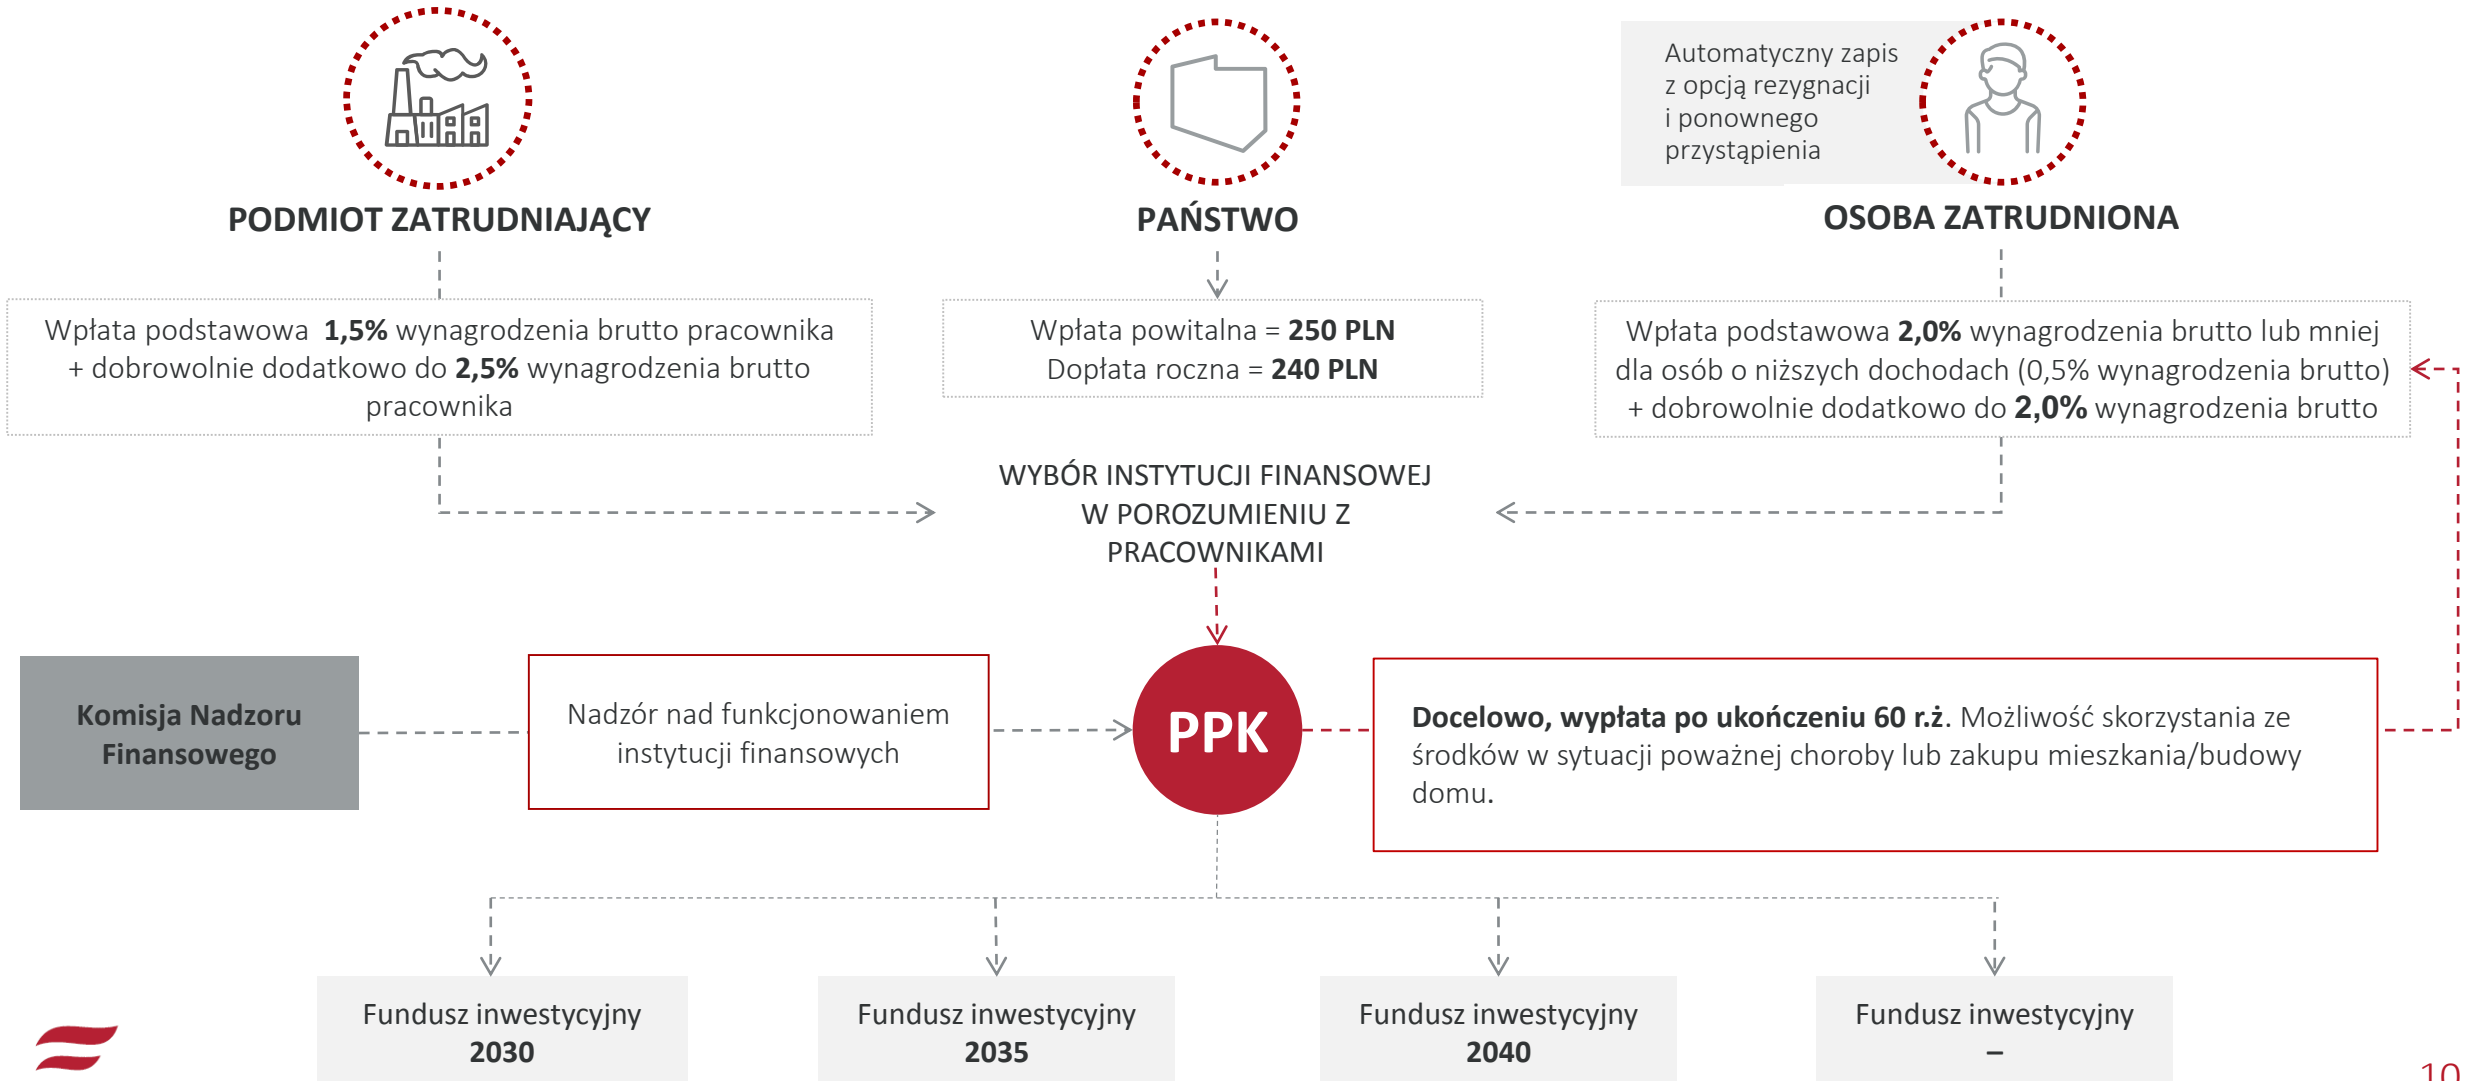 Automatyczny zapis
z opcją rezygnacji
i ponownego
przystąpienia
PODMIOT ZATRUDNIAJĄCY
PAŃSTWO
OSOBA ZATRUDNIONA
Wpłata podstawowa 1,5% wynagrodzenia brutto pracownika
+ dobrowolnie dodatkowo do 2,5% wynagrodzenia brutto
pracownika
Wpłata powitalna = 250 PLN
Dopłata roczna = 240 PLN
Wpłata podstawowa 2,0% wynagrodzenia brutto lub mniej
dla osób o niższych dochodach (0,5% wynagrodzenia brutto)
+ dobrowolnie dodatkowo do 2,0% wynagrodzenia brutto
WYBÓR INSTYTUCJI FINANSOWEJ
W POROZUMIENIU Z
PRACOWNIKAMI
Komisja Nadzoru
Finansowego
Nadzór nad funkcjonowaniem
instytucji finansowych
PPK
Docelowo, wypłata po ukończeniu 60 r.ż. Możliwość skorzystania ze
środków w sytuacji poważnej choroby lub zakupu mieszkania/budowy
domu.
Fundusz inwestycyjny
2030
Fundusz inwestycyjny
2035
Fundusz inwestycyjny
2040
Fundusz inwestycyjny
–
10